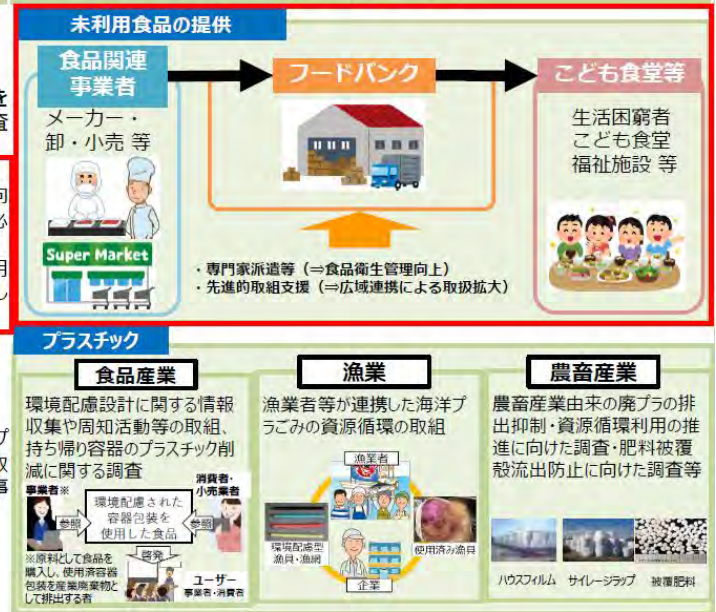 未利用食品の提供
食品関連
事業者
フードバンク
こども食堂等
メーカー・
卸・小売 等
Super Market
生活困窮者
こども食堂
福祉施設 等
・専門家派遣等（⇒食品衛生管理向上）
・先進的取組支援（⇒広域連携による取扱拡大）
を
査
向
必
用
し
プラスチック
食品産業
環境配慮設計に関する情報
収集や周知活動等の取組、
持ち帰り容器のプラスチック削
減に関する調査
事業者※
消費者・
小売業者
参照
環境配慮された
容器包装を
使用した食品
参照
啓発
※原料として食品を
購入し、使用済容器
包装を産業廃棄物と
して排出する者
ユーザー
事業者・消費者
漁業
漁業者等が連携した海洋プ
ラごみの資源循環の取組
漁業者
環境配慮型
漁具・漁網
使用済み漁具
企業
農畜産業
農畜産業由来の廃プラの排
出抑制・資源循環利用の推
進に向けた調査・肥料被覆
殻流出防止に向けた調査等
ハウスフィルム
サイレージラップ
被覆肥料
プ
取
事